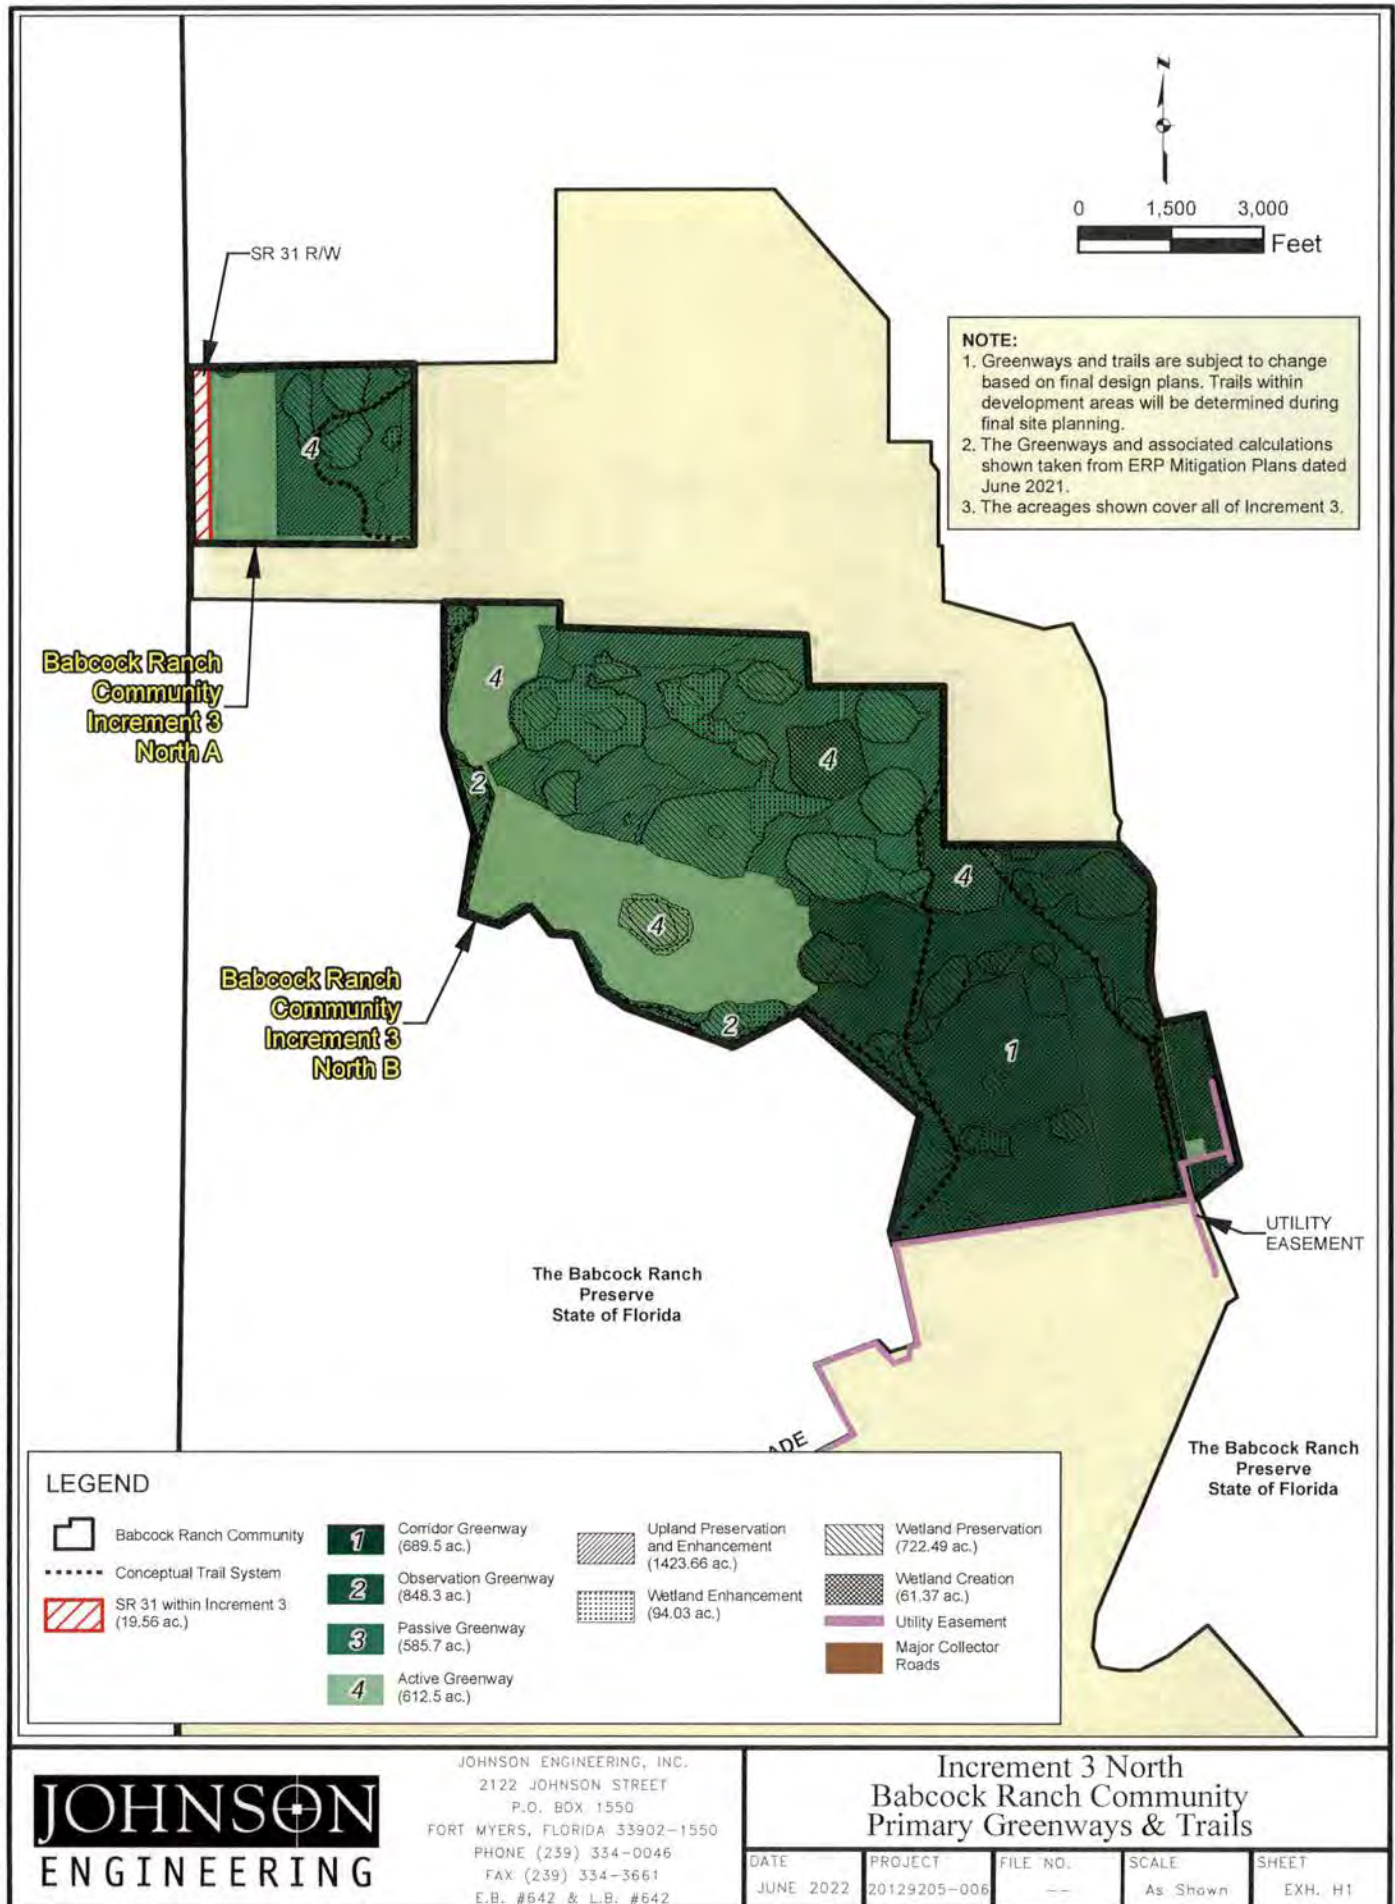 N
0 1,500 3,000
Feet
SR 31 R/W
NOTE:
1. Greenways and trails are subject to change
based on final design plans. Trails within
development areas will be determined during
final site planning.
2. The Greenways and associated calculations
shown taken from ERP Mitigation Plans dated
June 2021.
3. The acreages shown cover all of Increment 3.
4
Babcock Ranch
Community
Increment 3
North A
4
4
2
4
4
Babcock Ranch
Community
Increment 3
North B
2
1
UTILITY
EASEMENT
The Babcock Ranch
Preserve
State of Florida
ADE
The Babcock Ranch
Preserve
State of Florida
LEGEND
Babcock Ranch Community
Conceptual Trail System
SR 31 within Increment 3
(19.56 ac.)
1 Corridor Greenway
(689.5 ac.)
2 Observation Greenway
(848.3 ac.)
3 Passive Greenway
(585.7 ac.)
4 Active Greenway
(612.5 ac.)
Upland Preservation
and Enhancement
(1423.66 ac.)
Wetland Enhancement
(94.03 ac.)
Wetland Preservation
(722.49 ac.)
Wetland Creation
(61.37 ac.)
Utility Easement
Major Collector
Roads
JOHNSON
ENGINEERING
JOHNSON ENGINEERING, INC.
2122 JOHNSON STREET
P.O. BOX 1550
FORT MYERS, FLORIDA 33902-1550
PHONE (239) 334-0046
FAX (239) 334-3661
E.B. #642 & L.B. #642
Increment 3 North
Babcock Ranch Community
Primary Greenways & Trails
DATE PROJECT FILE NO. SCALE SHEET
JUNE 2022 20129205-006 -- As Shown EXH. H1